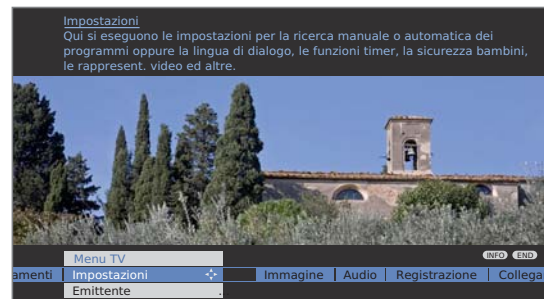 Impostazioni
Qui si eseguono le impostazioni per la ricerca manuale o automatica dei
programmi oppure la lingua di dialogo, le funzioni timer, la sicurezza bambini,
le rappresent. video ed altre.
Menu TV
INFO END
amenti Impostazioni Immagine Audio Registrazione Collega
Emittente